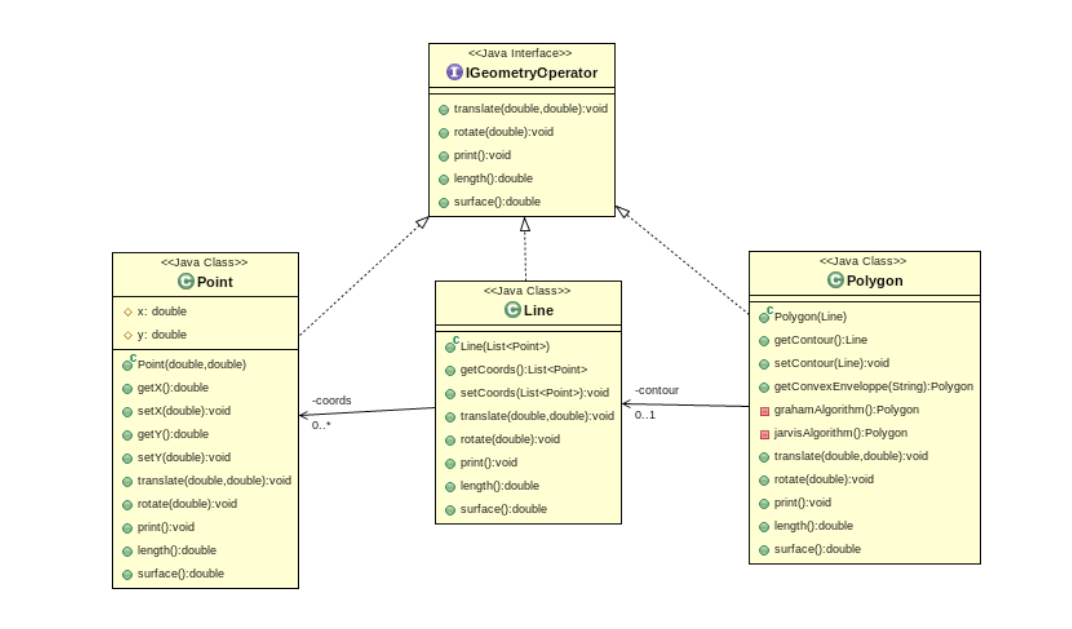 <<Java Interface>>
IGeometryOperator
translate(double,double):void
rotate(double):void
print():void
length():double
surface():double
<<Java Class>>
Point
x: double
y: double
Point(double,double)
getX():double
setX(double):void
getY():double
setY(double):void
translate(double,double):void
rotate(double):void
print():void
length():double
surface():double
-coords
0..*
<<Java Class>>
Line
Line(List<Point>)
getCoords():List<Point>
setCoords(List<Point>):void
translate(double,double):void
rotate(double):void
print():void
length():double
surface():double
-contour
0..1
<<Java Class>>
Polygon
Polygon(Line)
getContour():Line
setContour(Line):void
getConvexEnveloppe(String):Polygon
grahamAlgorithm():Polygon
jarvisAlgorithm():Polygon
translate(double,double):void
rotate(double):void
print():void
length():double
surface():double